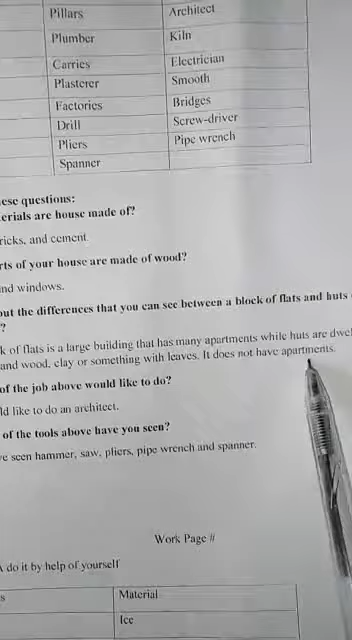 Pillars Architect
Plumber Kiln
Carries Electrician
Plasterer Smooth
Factories Bridges
Drill Screw-driver
Pliers Pipe wrench
Spanner
ese questions:
erials are house made of?
ricks, and cement.
rts of your house are made of wood?
nd windows.
out the differences that you can see between a block of flats and huts
?
k of flats is a large building that has many apartments while huts are dwel
and wood, clay or something with leaves. It does not have apartments.
of the job above would like to do?
ld like to do an architect.
of the tools above have you seen?
e seen hammer, saw, pliers, pipe wrench and spanner.
Work Page #
do it by help of yourself
s Material
Ice